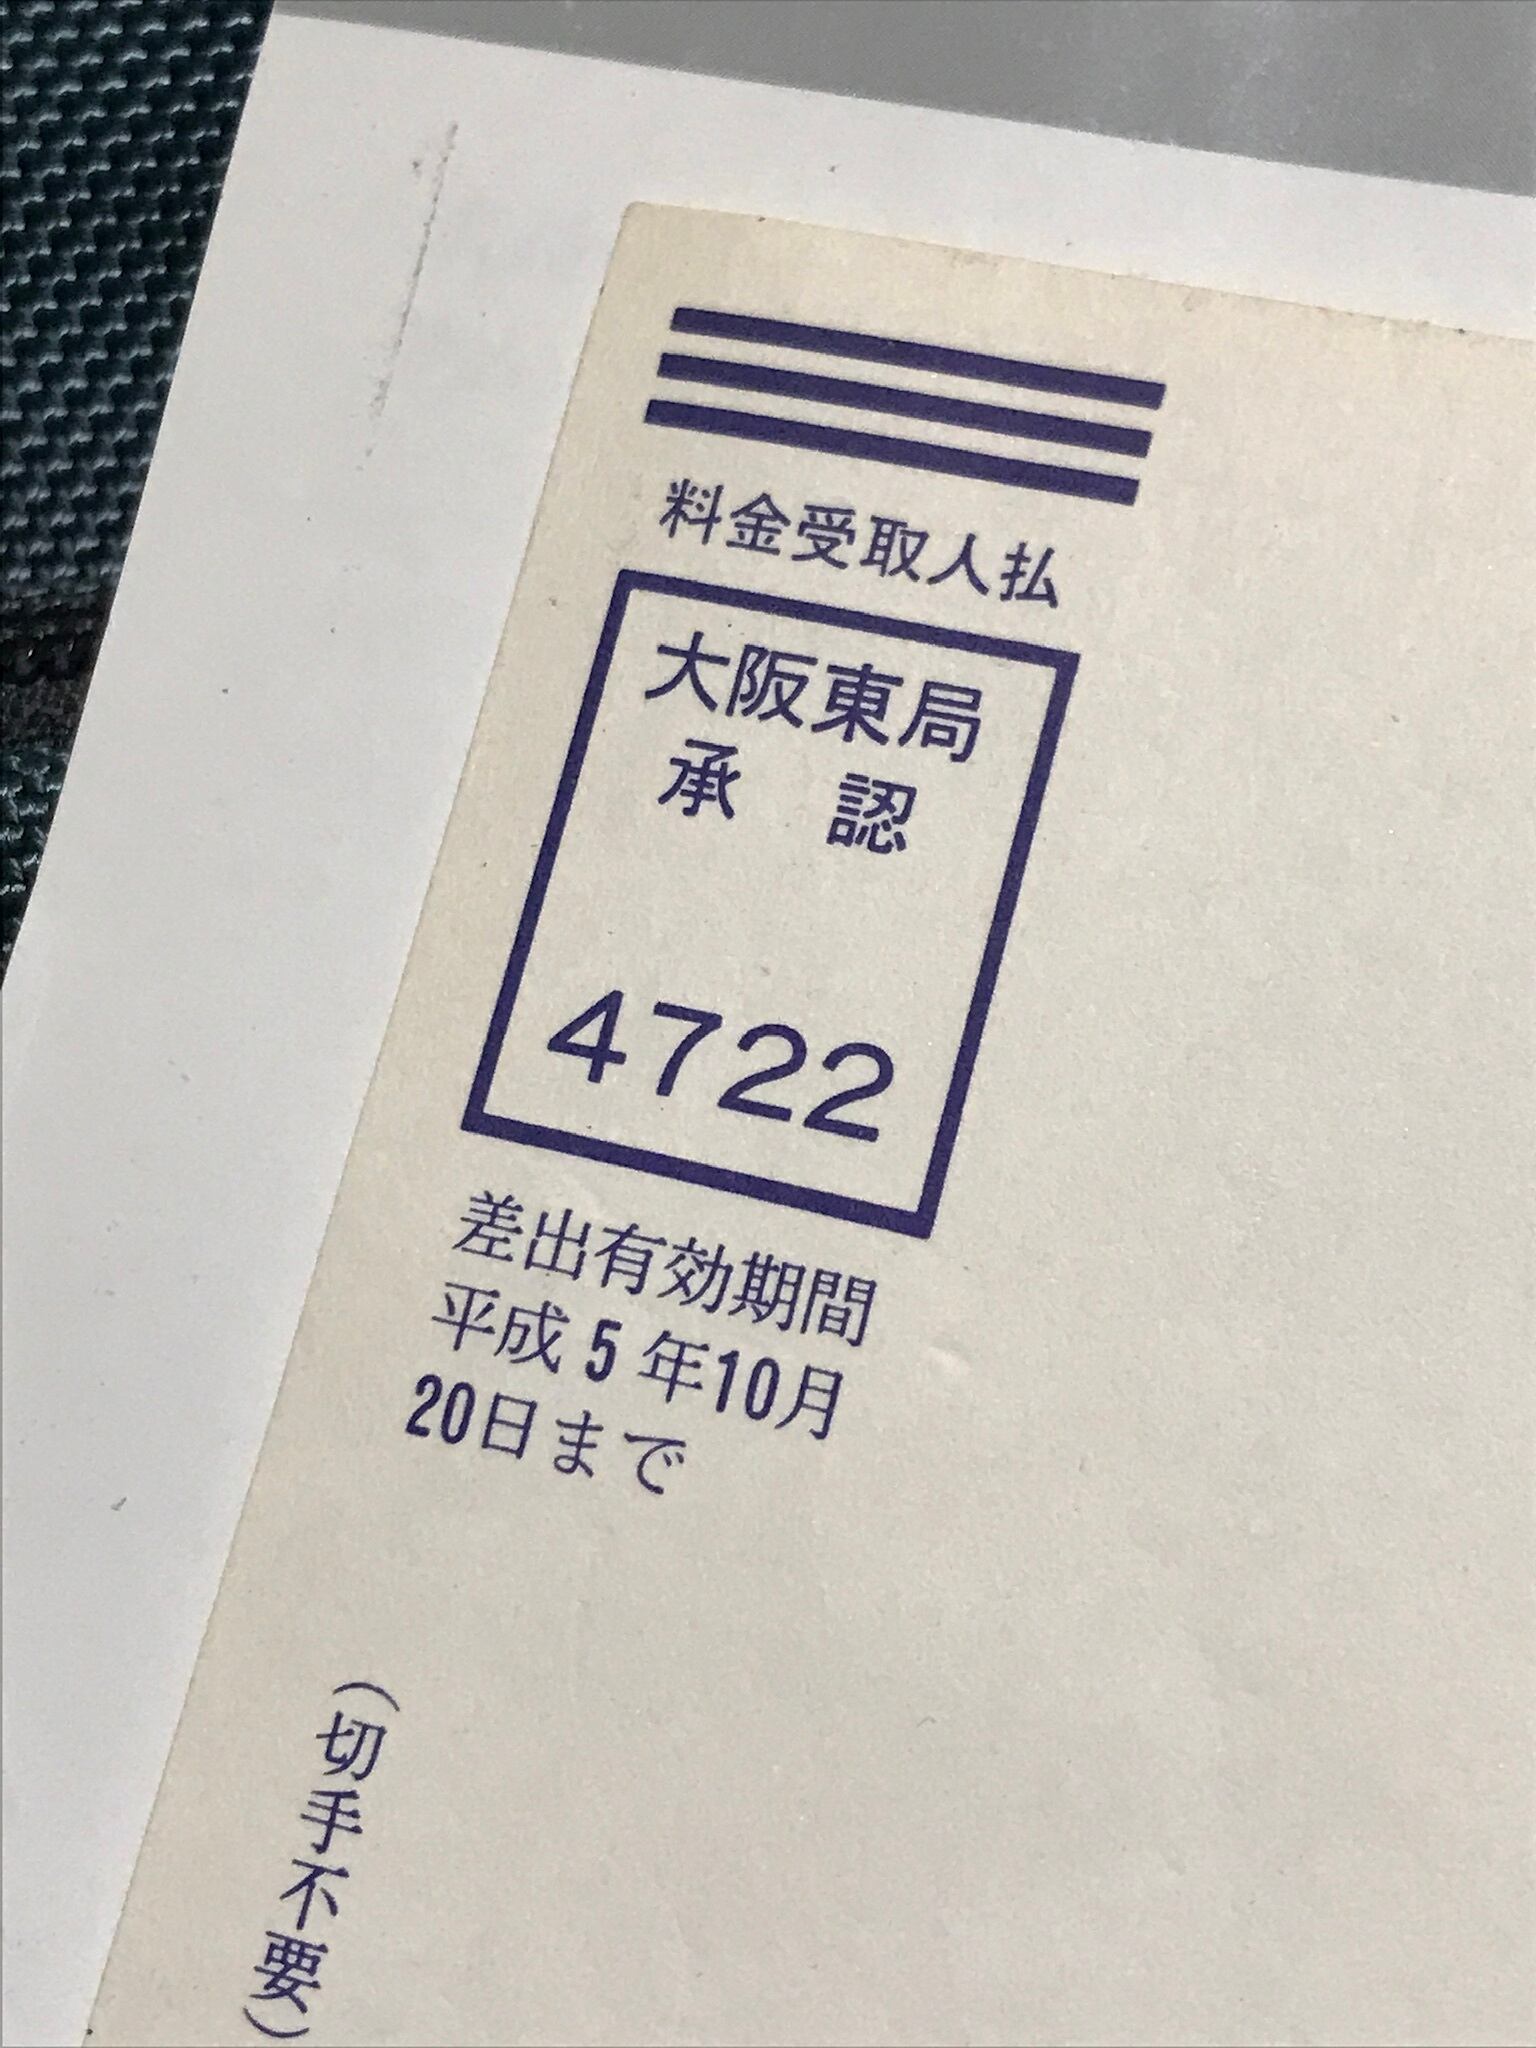 料金受取人払
大阪東局
承 認
4722
差出有効期間
平成5年10月
20日まで
（切手不要）